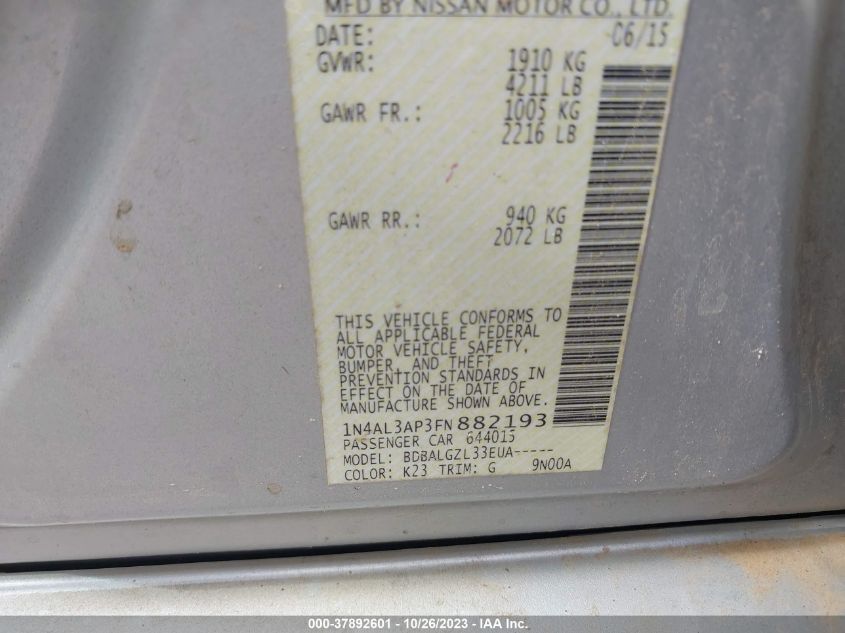 MFD BY NISSAN MOTOR CO., LTD.
DATE: 06/15
GVWR: 1910 KG
4211 LB
GAWR FR.: 1005 KG
2216 LB
GAWR RR.: 940 KG
2072 LB
THIS VEHICLE CONFORMS TO
ALL APPLICABLE FEDERAL
MOTOR VEHICLE SAFETY,
BUMPER, AND THEFT
PREVENTION STANDARDS IN
EFFECT ON THE DATE OF
MANUFACTURE SHOWN ABOVE.
1N4AL3AP3FN882193
PASSENGER CAR 644015
MODEL: BDBALGZL33EUA-----
COLOR: K23 TRIM: G 9N00A
000-37892601 - 10/26/2023 - IAA Inc.